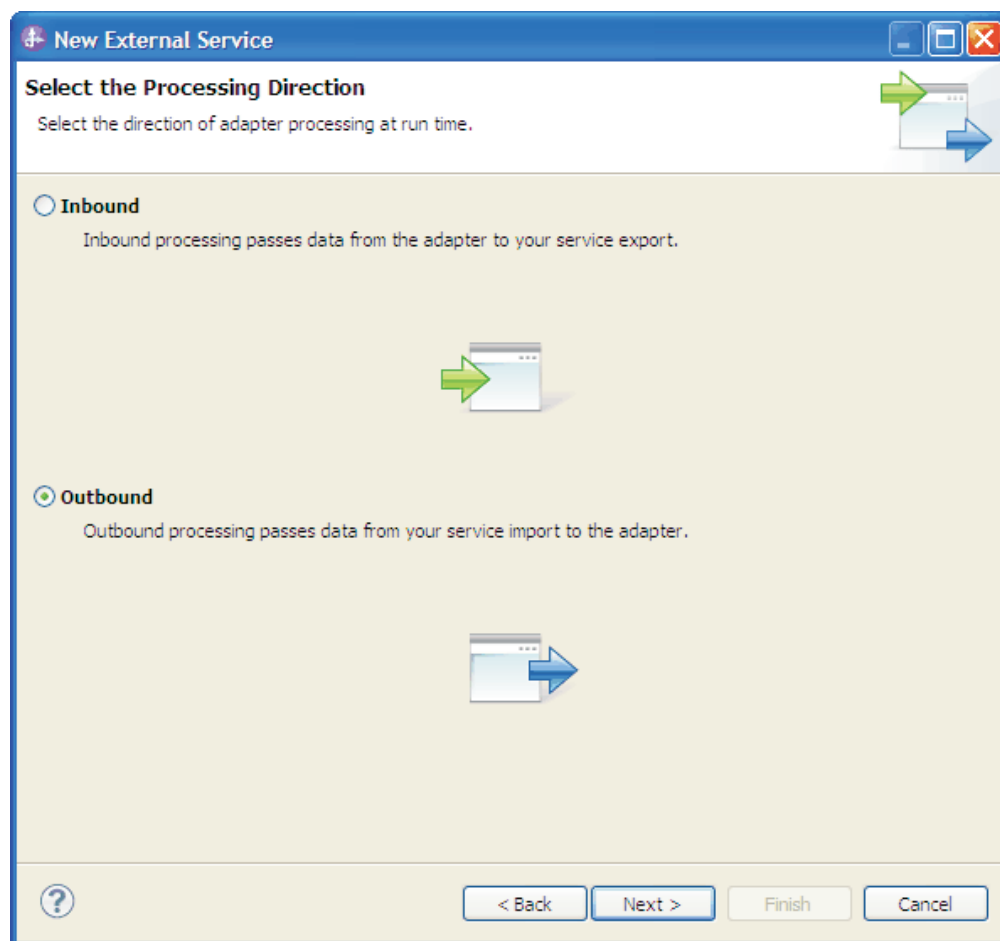 New External Service
Select the Processing Direction
Select the direction of adapter processing at run time.
Inbound
Inbound processing passes data from the adapter to your service export.
Outbound
Outbound processing passes data from your service import to the adapter.
? < Back Next > Finish Cancel